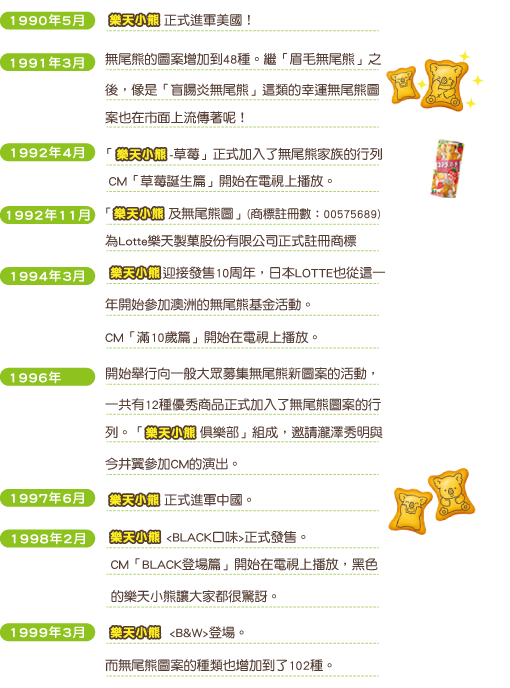 1990年5月 樂天小熊 正式進軍美國！
1991年3月 無尾熊的圖案增加到48種。繼「眉毛無尾熊」之
後，像是「盲腸炎無尾熊」這類的幸運無尾熊圖
案也在市面上流傳著呢！
1992年4月 「樂天小熊-草莓」正式加入了無尾熊家族的行列
CM「草莓誕生篇」開始在電視上播放。
1992年11月 「樂天小熊及無尾熊圖」(商標註冊數：00575689)
為Lotte樂天製菓股份有限公司正式註冊商標
1994年3月 樂天小熊迎接發售10周年，日本LOTTE也從這一
年開始參加澳洲的無尾熊基金活動。
CM「滿10歲篇」開始在電視上播放。
1996年 開始舉行向一般大眾募集無尾熊新圖案的活動，
一共有12種優秀商品正式加入了無尾熊圖案的行
列。「樂天小熊俱樂部」組成，邀請瀧澤秀明與
今井翼參加CM的演出。
1997年6月 樂天小熊 正式進軍中國。
1998年2月 樂天小熊 <BLACK口味>正式發售。
CM「BLACK登場篇」開始在電視上播放，黑色
的樂天小熊讓大家都很驚訝。
1999年3月 樂天小熊 <B&W>登場。
而無尾熊圖案的種類也增加到了102種。